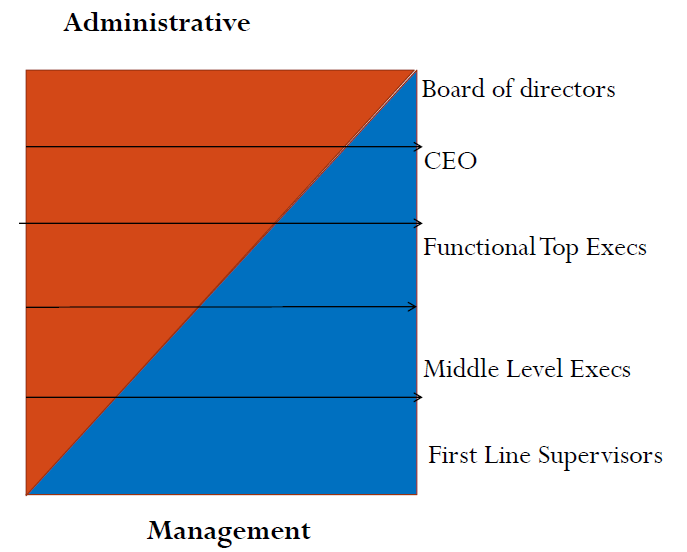 Administrative
Board of directors
CEO
Functional Top Execs
Middle Level Execs
First Line Supervisors
Management